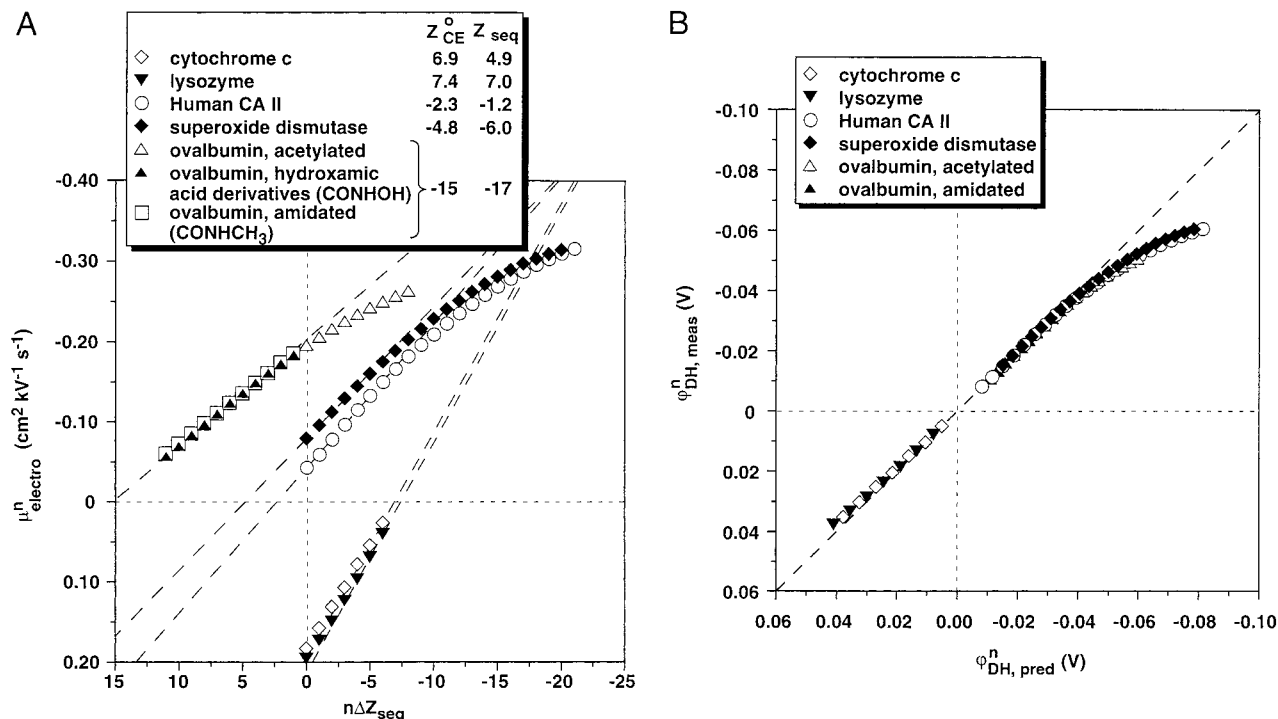 A
Z°CE Z seq
cytochrome c 6.9 4.9
lysozyme 7.4 7.0
Human CA II -2.3 -1.2
superoxide dismutase -4.8 -6.0
ovalbumin, acetylated
ovalbumin, hydroxamic
acid derivatives (CONHOH) -15 -17
ovalbumin, amidated
(CONHCH3)
-0.40
-0.30
-0.20
-0.10
0
0.10
0.20
μⁿelectro (cm² kV⁻¹ s⁻¹)
15 10 5 0 -5 -10 -15 -20 -25
nΔZseq
B
cytochrome c
lysozyme
Human CA II
superoxide dismutase
ovalbumin, acetylated
ovalbumin, amidated
-0.10
-0.08
-0.06
-0.04
-0.02
0
0.02
0.04
0.06
φⁿDH, meas (V)
0.06 0.04 0.02 0.00 -0.02 -0.04 -0.06 -0.08 -0.10
φⁿDH, pred (V)